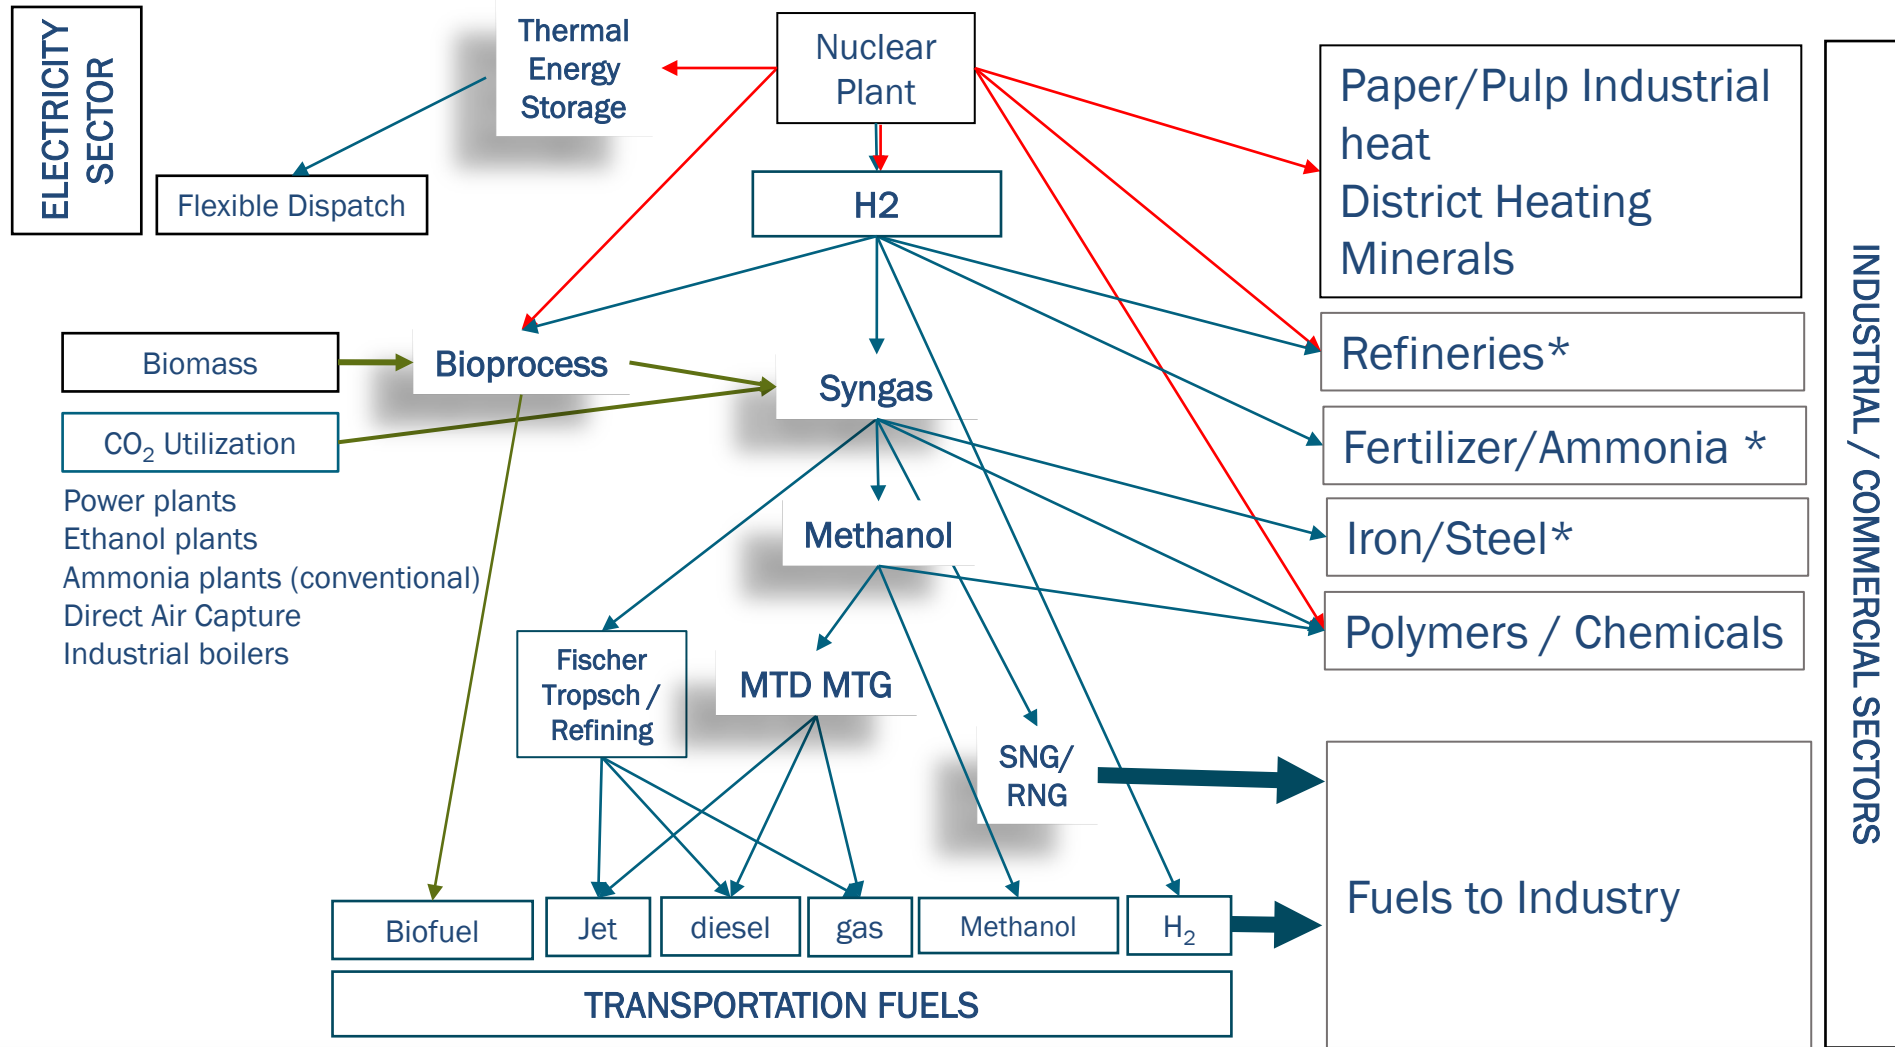 ELECTRICITY
SECTOR
Thermal
Energy
Storage
Nuclear
Plant
Flexible Dispatch
H2
Paper/Pulp Industrial
heat
District Heating
Minerals
Refineries*
Fertilizer/Ammonia *
Iron/Steel*
Polymers / Chemicals
Fuels to Industry
INDUSTRIAL / COMMERCIAL SECTORS
Biomass
Bioprocess
Syngas
CO₂ Utilization
Power plants
Ethanol plants
Ammonia plants (conventional)
Direct Air Capture
Industrial boilers
Methanol
Fischer
Tropsch /
Refining
MTD MTG
SNG/
RNG
Biofuel
Jet
diesel
gas
Methanol
H₂
TRANSPORTATION FUELS